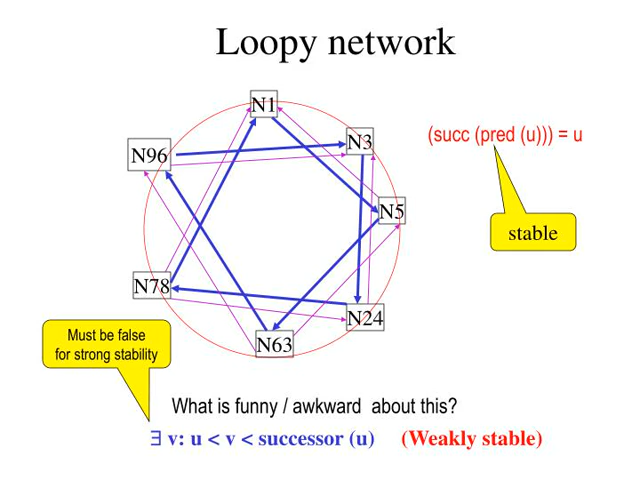 Loopy network
N1
N3
N96
(succ (pred (u))) = u
N5
stable
N78
N24
Must be false
for strong stability
N63
What is funny / awkward about this?
∃ v: u < v < successor (u) (Weakly stable)